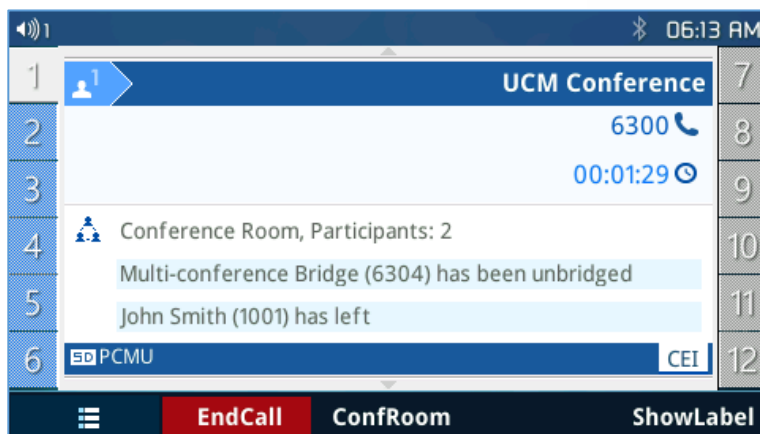 1 06:13 AM
1 1 UCM Conference 7
2 6300 8
3 00:01:29 9
4 Conference Room, Participants: 2 10
Multi-conference Bridge (6304) has been unbridged
5 John Smith (1001) has left 11
6 SD PCMU CEI 12
EndCall ConfRoom ShowLabel